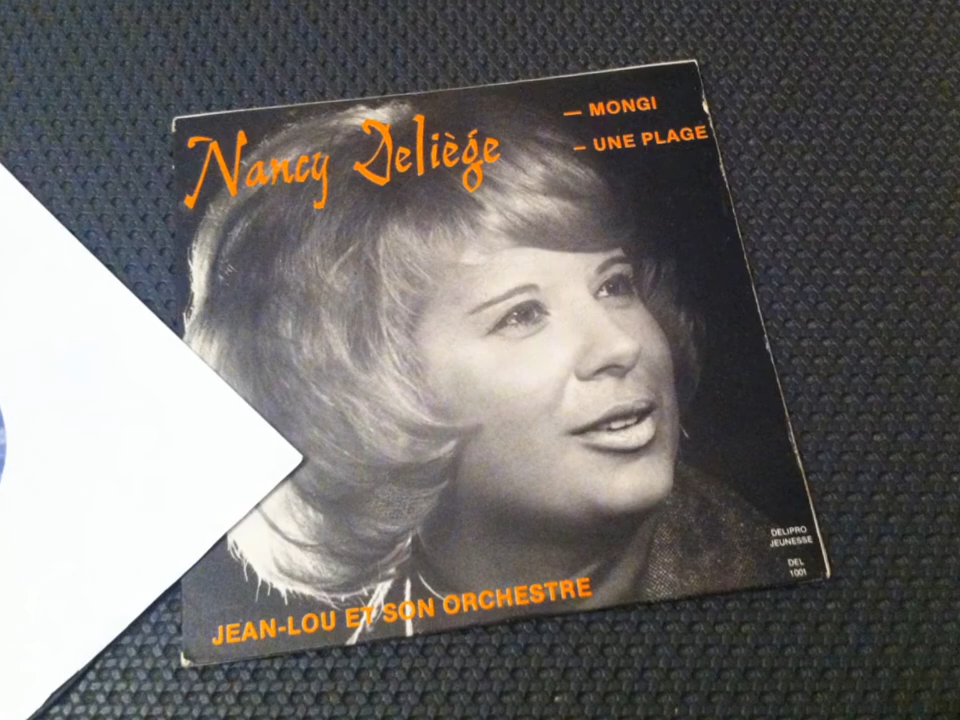 Nancy Deliège
— MONGI
– UNE PLAGE
DELIPRO
JEUNESSE
DEL
1001
JEAN-LOU ET SON ORCHESTRE